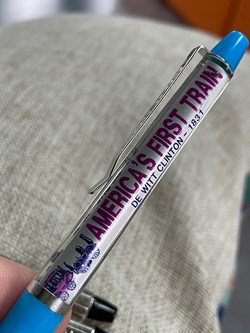 AMERICA'S FIRST TRAIN
DE WITT CLINTON - 1831